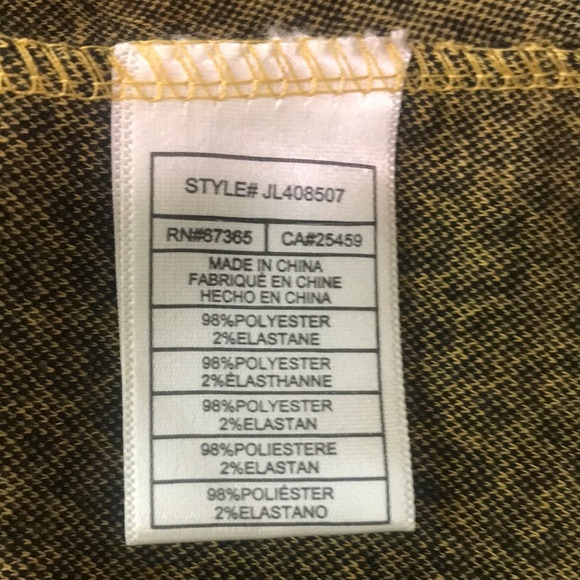 STYLE# JL408507
RN#67365 CA#25459
MADE IN CHINA
FABRIQUÉ EN CHINE
HECHO EN CHINA
98%POLYESTER
2%ELASTANE
98%POLYESTER
2%ÉLASTHANNE
98%POLYESTER
2%ELASTAN
98%POLIESTERE
2%ELASTAN
98%POLIÉSTER
2%ELASTANO